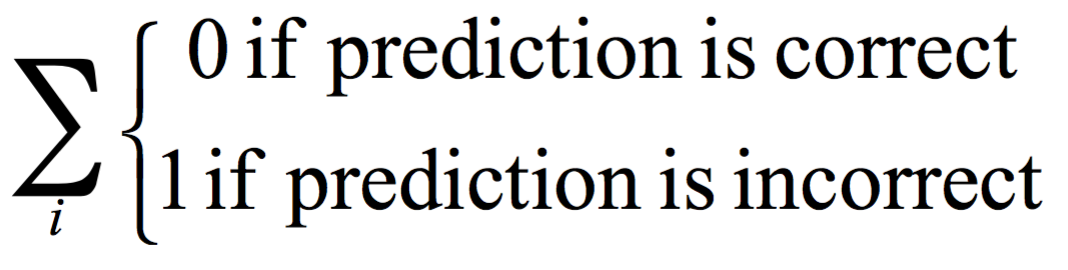 ∑ i { 0 if prediction is correct
1 if prediction is incorrect